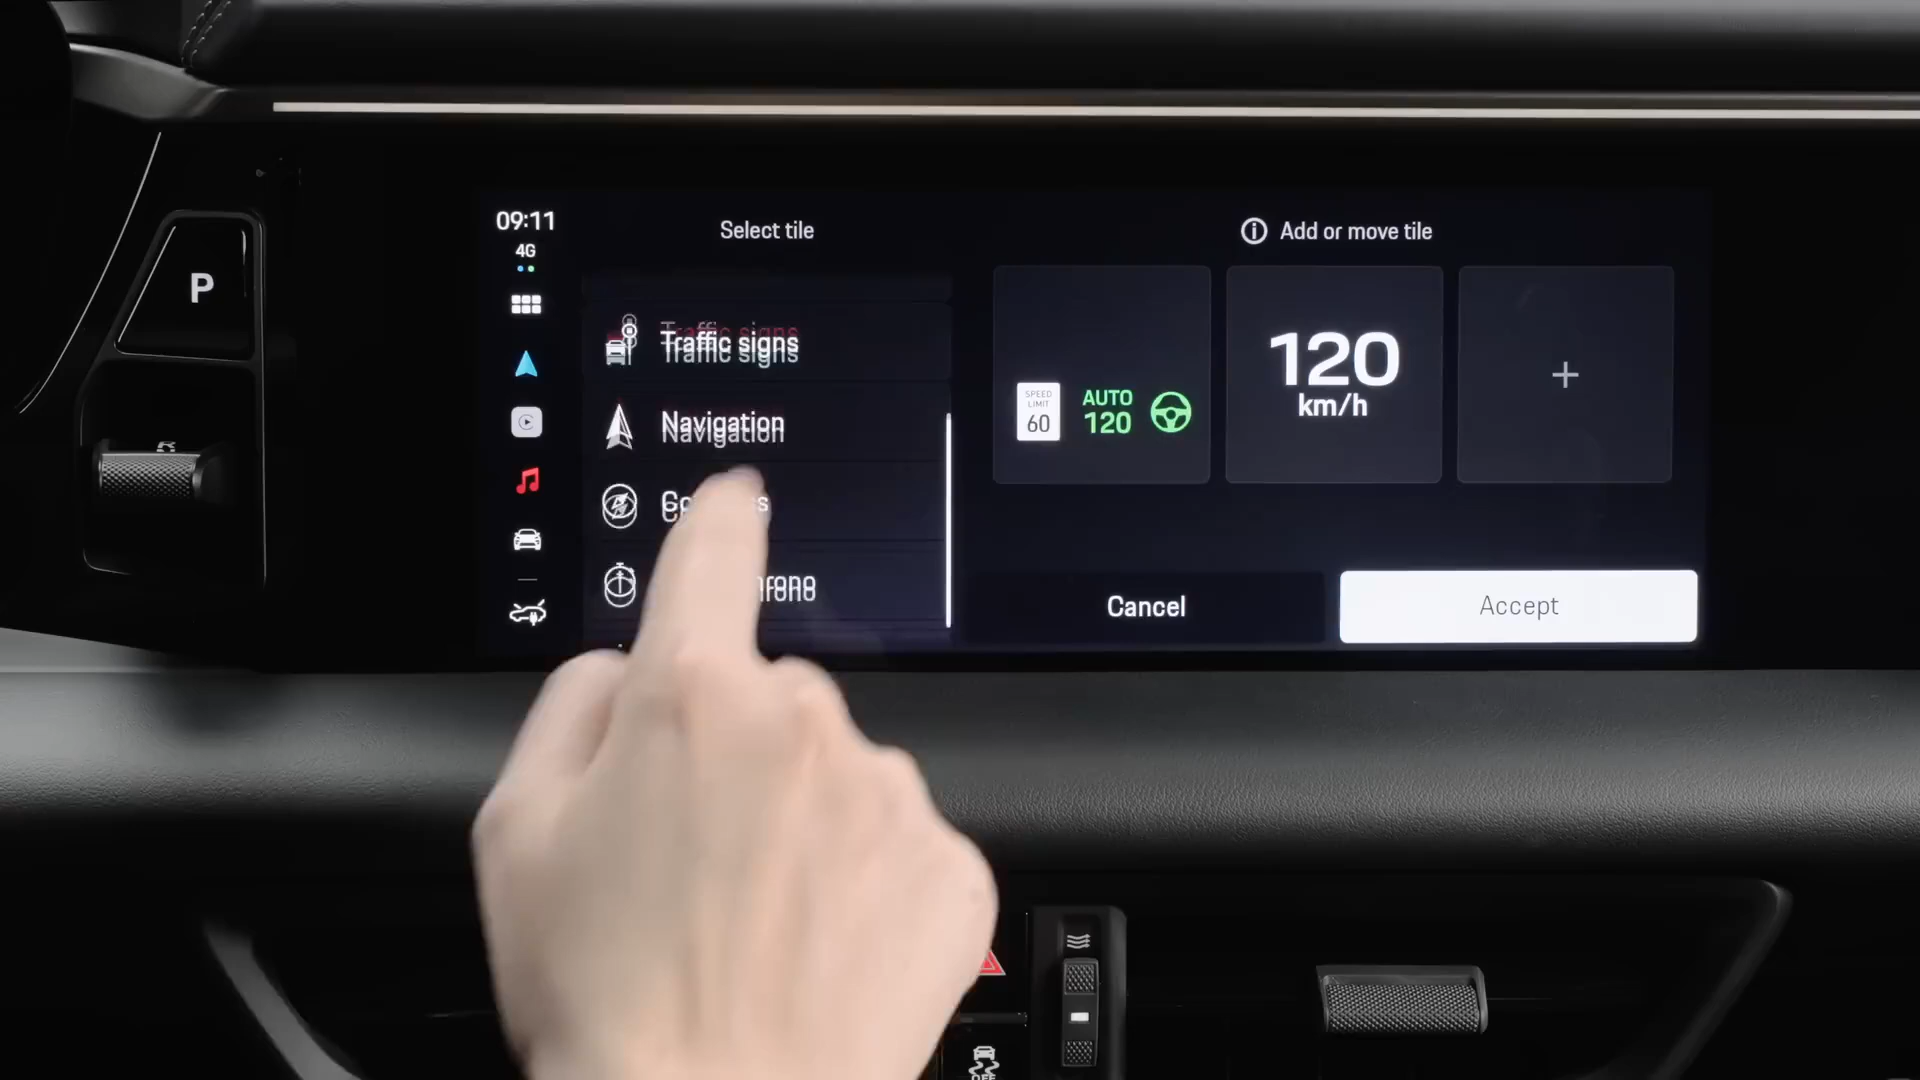 09:11
4G
Select tile
Add or move tile
P
R
Traffic signs
Navigation
SPEED
LIMIT
60
AUTO
120
120
km/h
+
Cancel
Accept
OFF